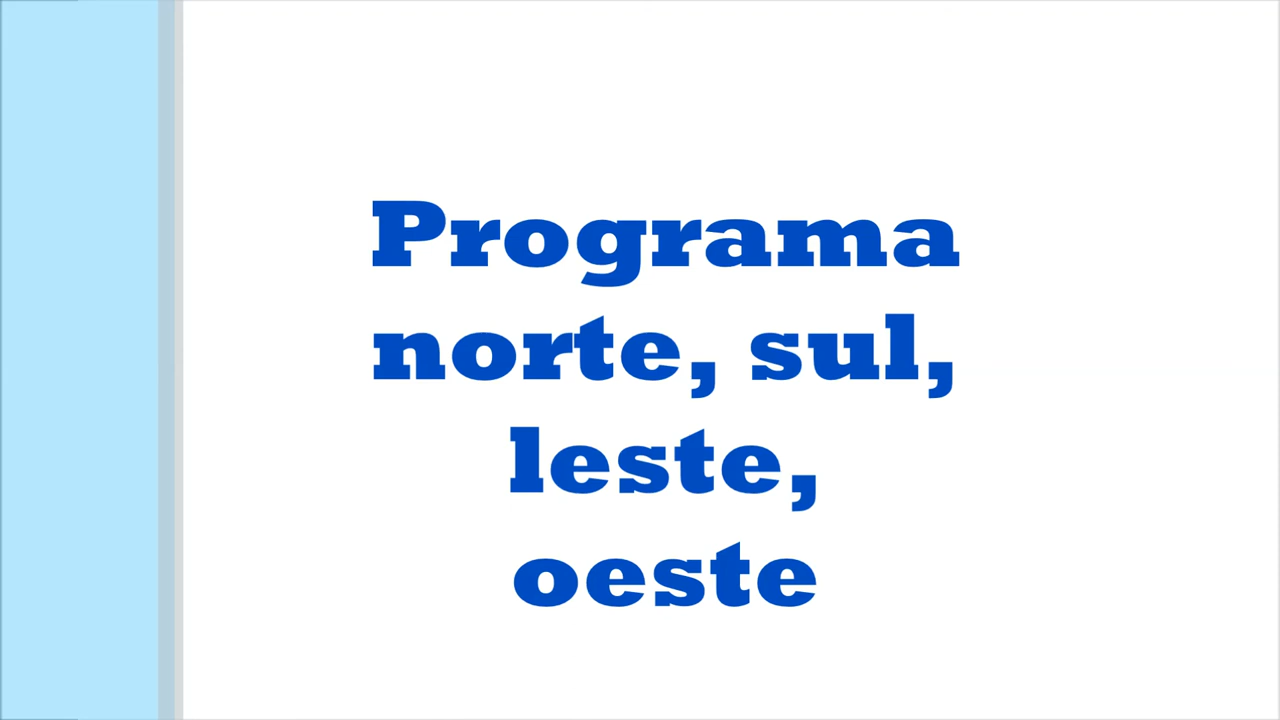 Programa
norte, sul,
leste,
oeste